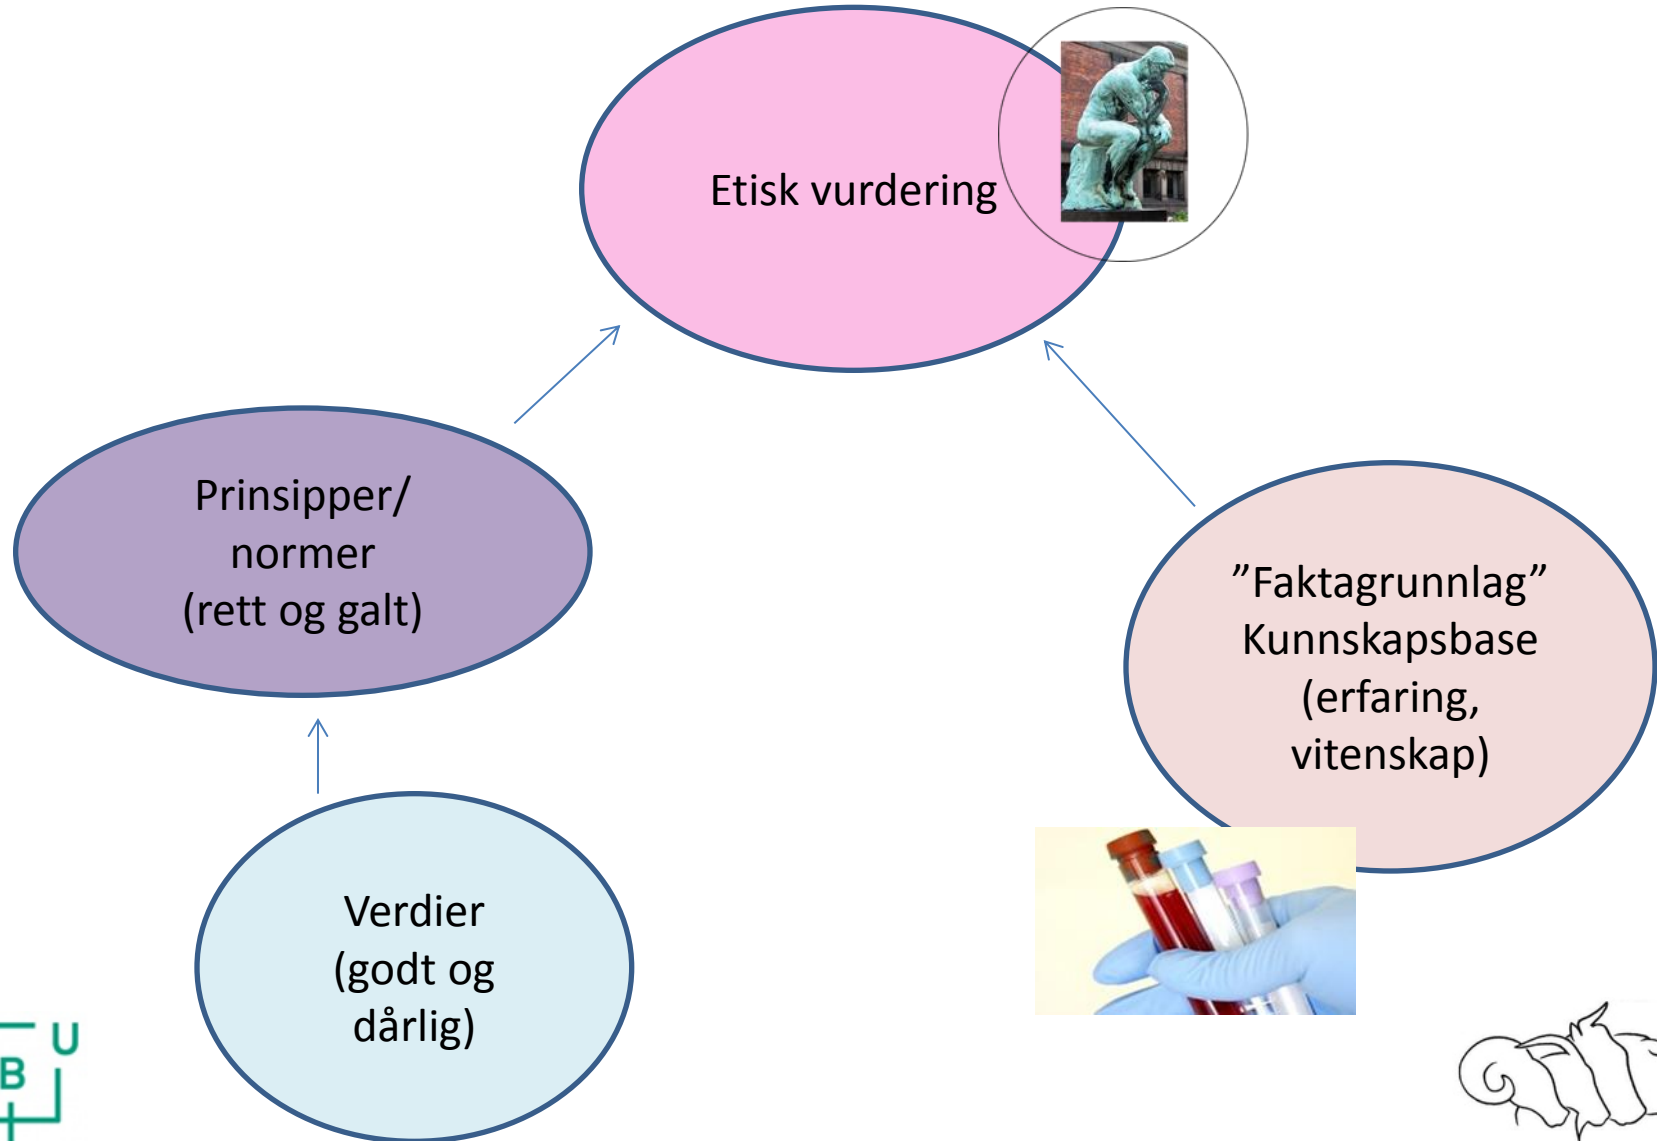 Etisk vurdering
Prinsipper/
normer
(rett og galt)
”Faktagrunnlag”
Kunnskapsbase
(erfaring,
vitenskap)
Verdier
(godt og
dårlig)
U
B